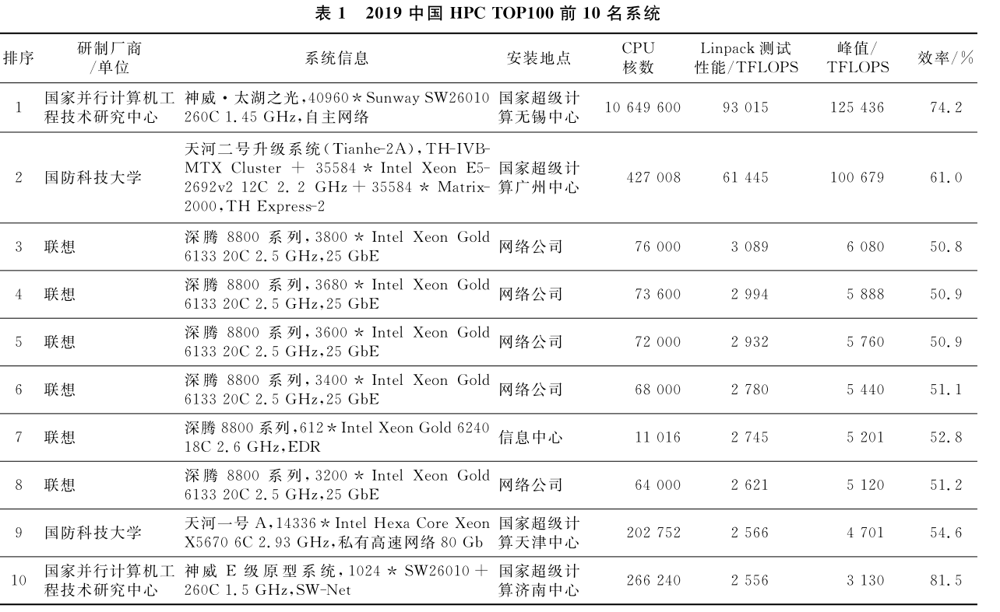 表 1 2019 中国 HPC TOP100 前 10 名系统
排序 研制厂商/单位 系统信息 安装地点 CPU核数 Linpack 测试性能/TFLOPS 峰值/TFLOPS 效率/%
1 国家并行计算机工程技术研究中心 神威·太湖之光,40960*Sunway SW26010 260C 1.45 GHz,自主网络 国家超级计算无锡中心 10 649 600 93 015 125 436 74.2
2 国防科技大学 天河二号升级系统(Tianhe-2A),TH-IVB-MTX Cluster + 35584 * Intel Xeon E5-2692v2 12C 2.2 GHz+35584 * Matrix-2000,TH Express-2 国家超级计算广州中心 427 008 61 445 100 679 61.0
3 联想 深腾 8800 系列,3800 * Intel Xeon Gold 6133 20C 2.5 GHz,25 GbE 网络公司 76 000 3 089 6 080 50.8
4 联想 深腾 8800 系列,3680 * Intel Xeon Gold 6133 20C 2.5 GHz,25 GbE 网络公司 73 600 2 994 5 888 50.9
5 联想 深腾 8800 系列,3600 * Intel Xeon Gold 6133 20C 2.5 GHz,25 GbE 网络公司 72 000 2 932 5 760 50.9
6 联想 深腾 8800 系列,3400 * Intel Xeon Gold 6133 20C 2.5 GHz,25 GbE 网络公司 68 000 2 780 5 440 51.1
7 联想 深腾 8800 系列,612*Intel Xeon Gold 6240 18C 2.6 GHz,EDR 信息中心 11 016 2 745 5 201 52.8
8 联想 深腾 8800 系列,3200 * Intel Xeon Gold 6133 20C 2.5 GHz,25 GbE 网络公司 64 000 2 621 5 120 51.2
9 国防科技大学 天河一号 A,14336*Intel Hexa Core Xeon X5670 6C 2.93 GHz,私有高速网络 80 Gb 国家超级计算天津中心 202 752 2 566 4 701 54.6
10 国家并行计算机工程技术研究中心 神威 E 级原型系统,1024 * SW26010+ 260C 1.5 GHz,SW-Net 国家超级计算济南中心 266 240 2 556 3 130 81.5